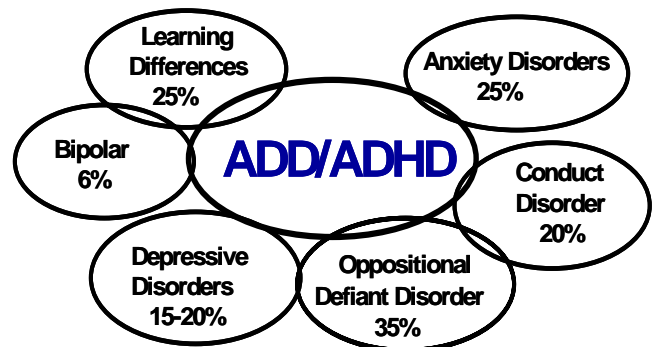 Learning
Differences
25%
Anxiety Disorders
25%
Bipolar
6%
ADD/ADHD
Conduct
Disorder
20%
Depressive
Disorders
15-20%
Oppositional
Defiant Disorder
35%